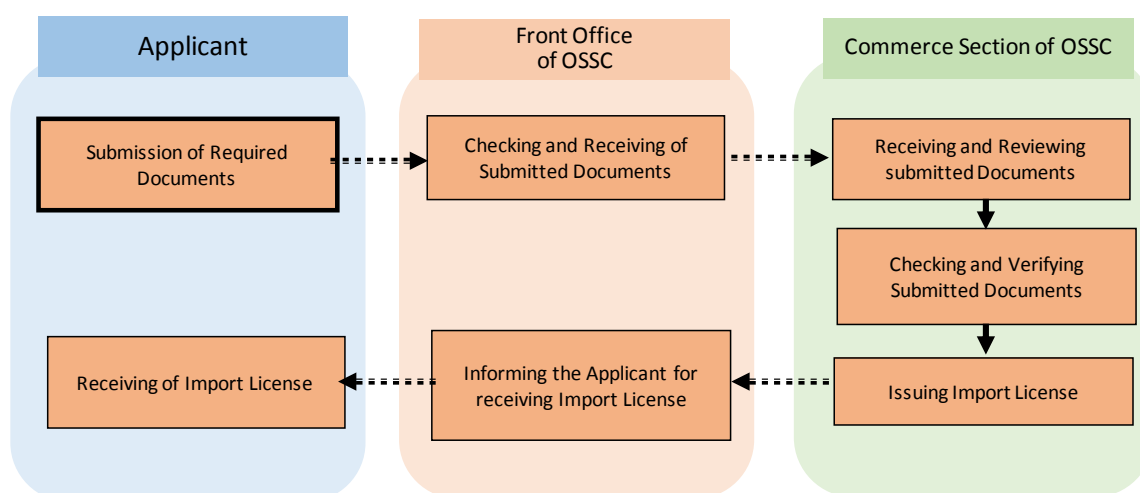 Applicant
Front Office
of OSSC
Commerce Section of OSSC
Submission of Required
Documents
Checking and Receiving of
Submitted Documents
Receiving and Reviewing
submitted Documents
Checking and Verifying
Submitted Documents
Receiving of Import License
Informing the Applicant for
receiving Import License
Issuing Import License